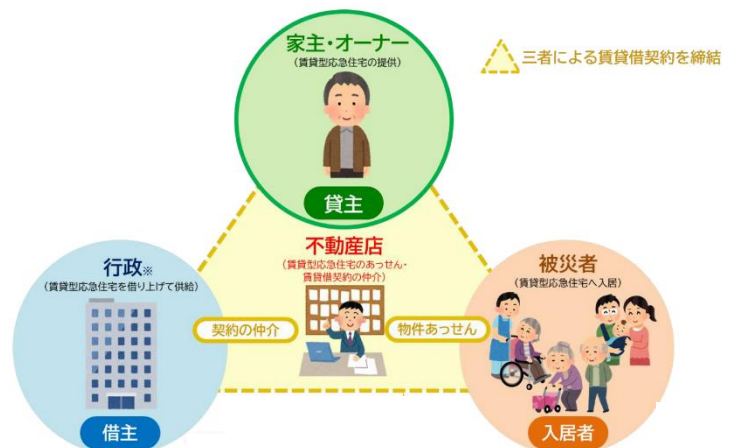 家主・オーナー
(賃貸型応急住宅の提供)
貸主
三者による賃貸借契約を締結
不動産店
(賃貸型応急住宅のあっせん・
賃貸借契約の仲介)
行政※
(賃貸型応急住宅を借り上げて供給)
契約の仲介
物件あっせん
借主
被災者
(賃貸型応急住宅へ入居)
入居者